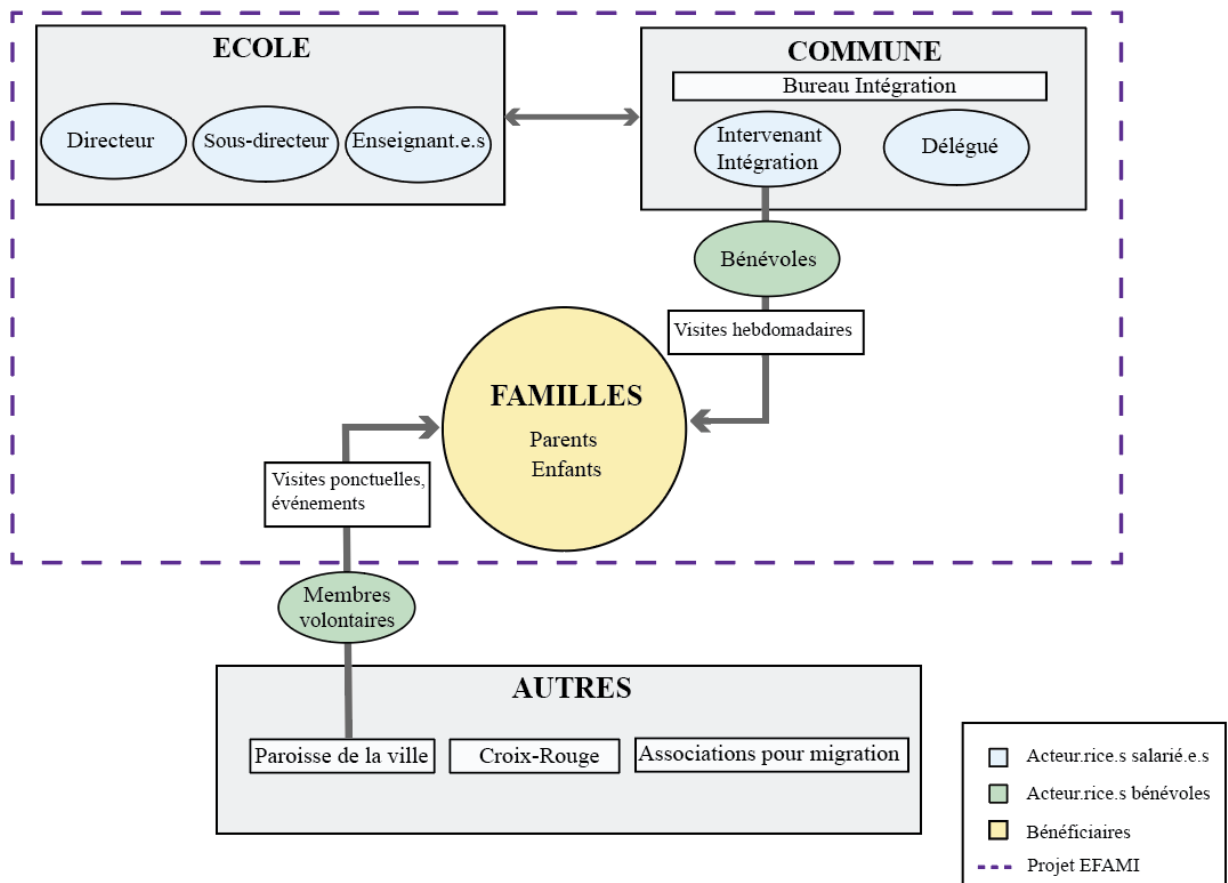 ECOLE
Directeur
Sous-directeur
Enseignant.e.s
COMMUNE
Bureau Intégration
Intervenant
Intégration
Délégué
Bénévoles
Visites hebdomadaires
FAMILLES
Parents
Enfants
Visites ponctuelles,
événements
Membres
volontaires
AUTRES
Paroisse de la ville
Croix-Rouge
Associations pour migration
Acteur.rice.s salarié.e.s
Acteur.rice.s bénévoles
Bénéficiaires
Projet EFAMI